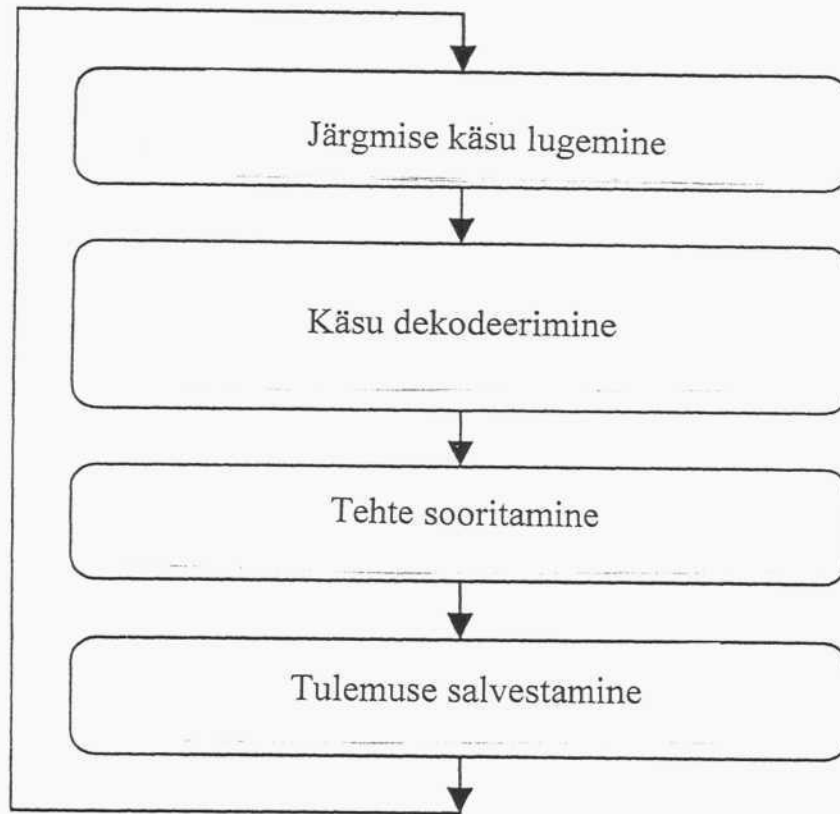 Järgmise käsu lugemine
Käsu dekodeerimine
Tehte sooritamine
Tulemuse salvestamine